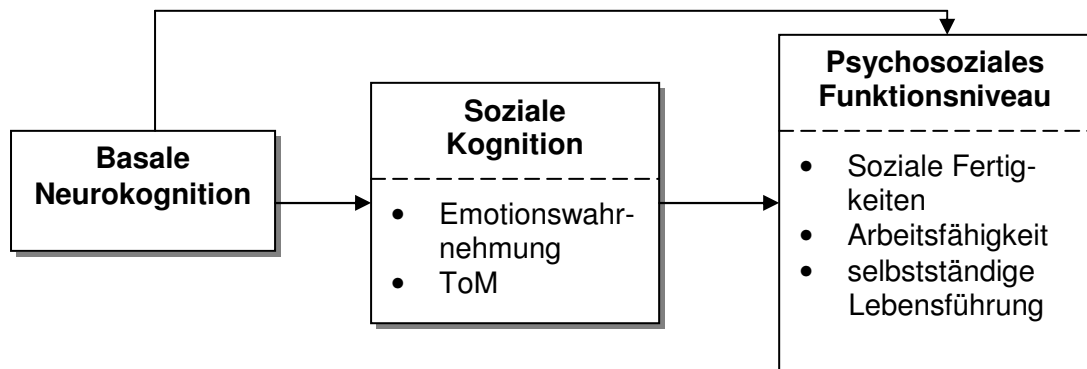 Basale
Neurokognition
Soziale
Kognition
• Emotionswahr-
nehmung
• ToM
Psychosoziales
Funktionsniveau
• Soziale Fertig-
keiten
• Arbeitsfähigkeit
• selbstständige
Lebensführung